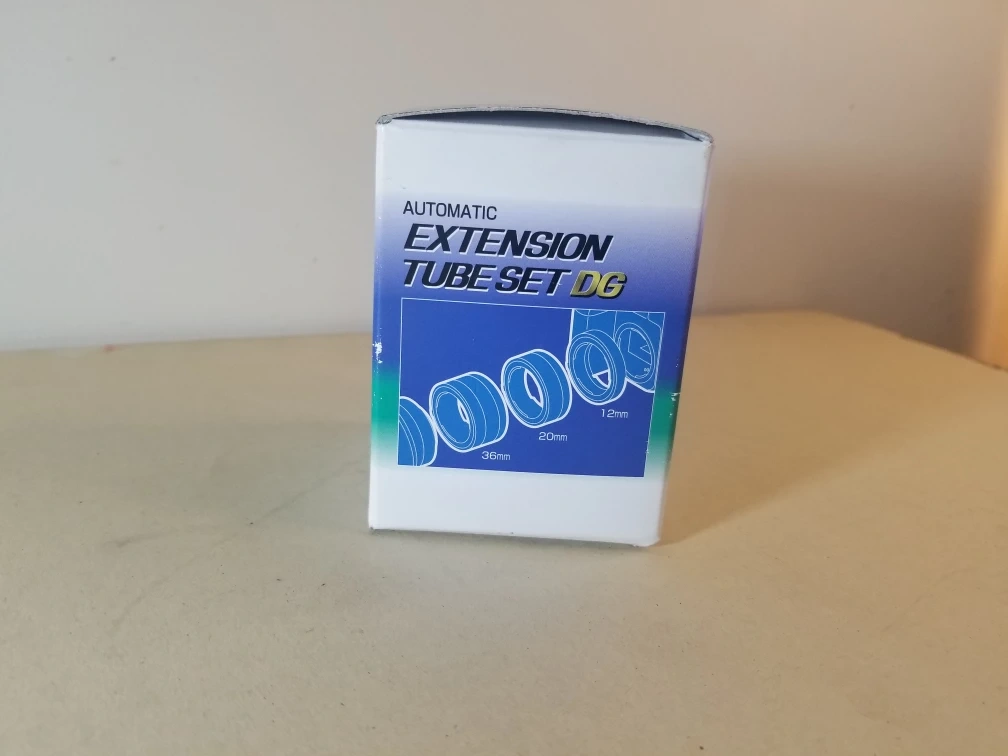 AUTOMATIC
EXTENSION
TUBE SET DG
12mm
20mm
36mm